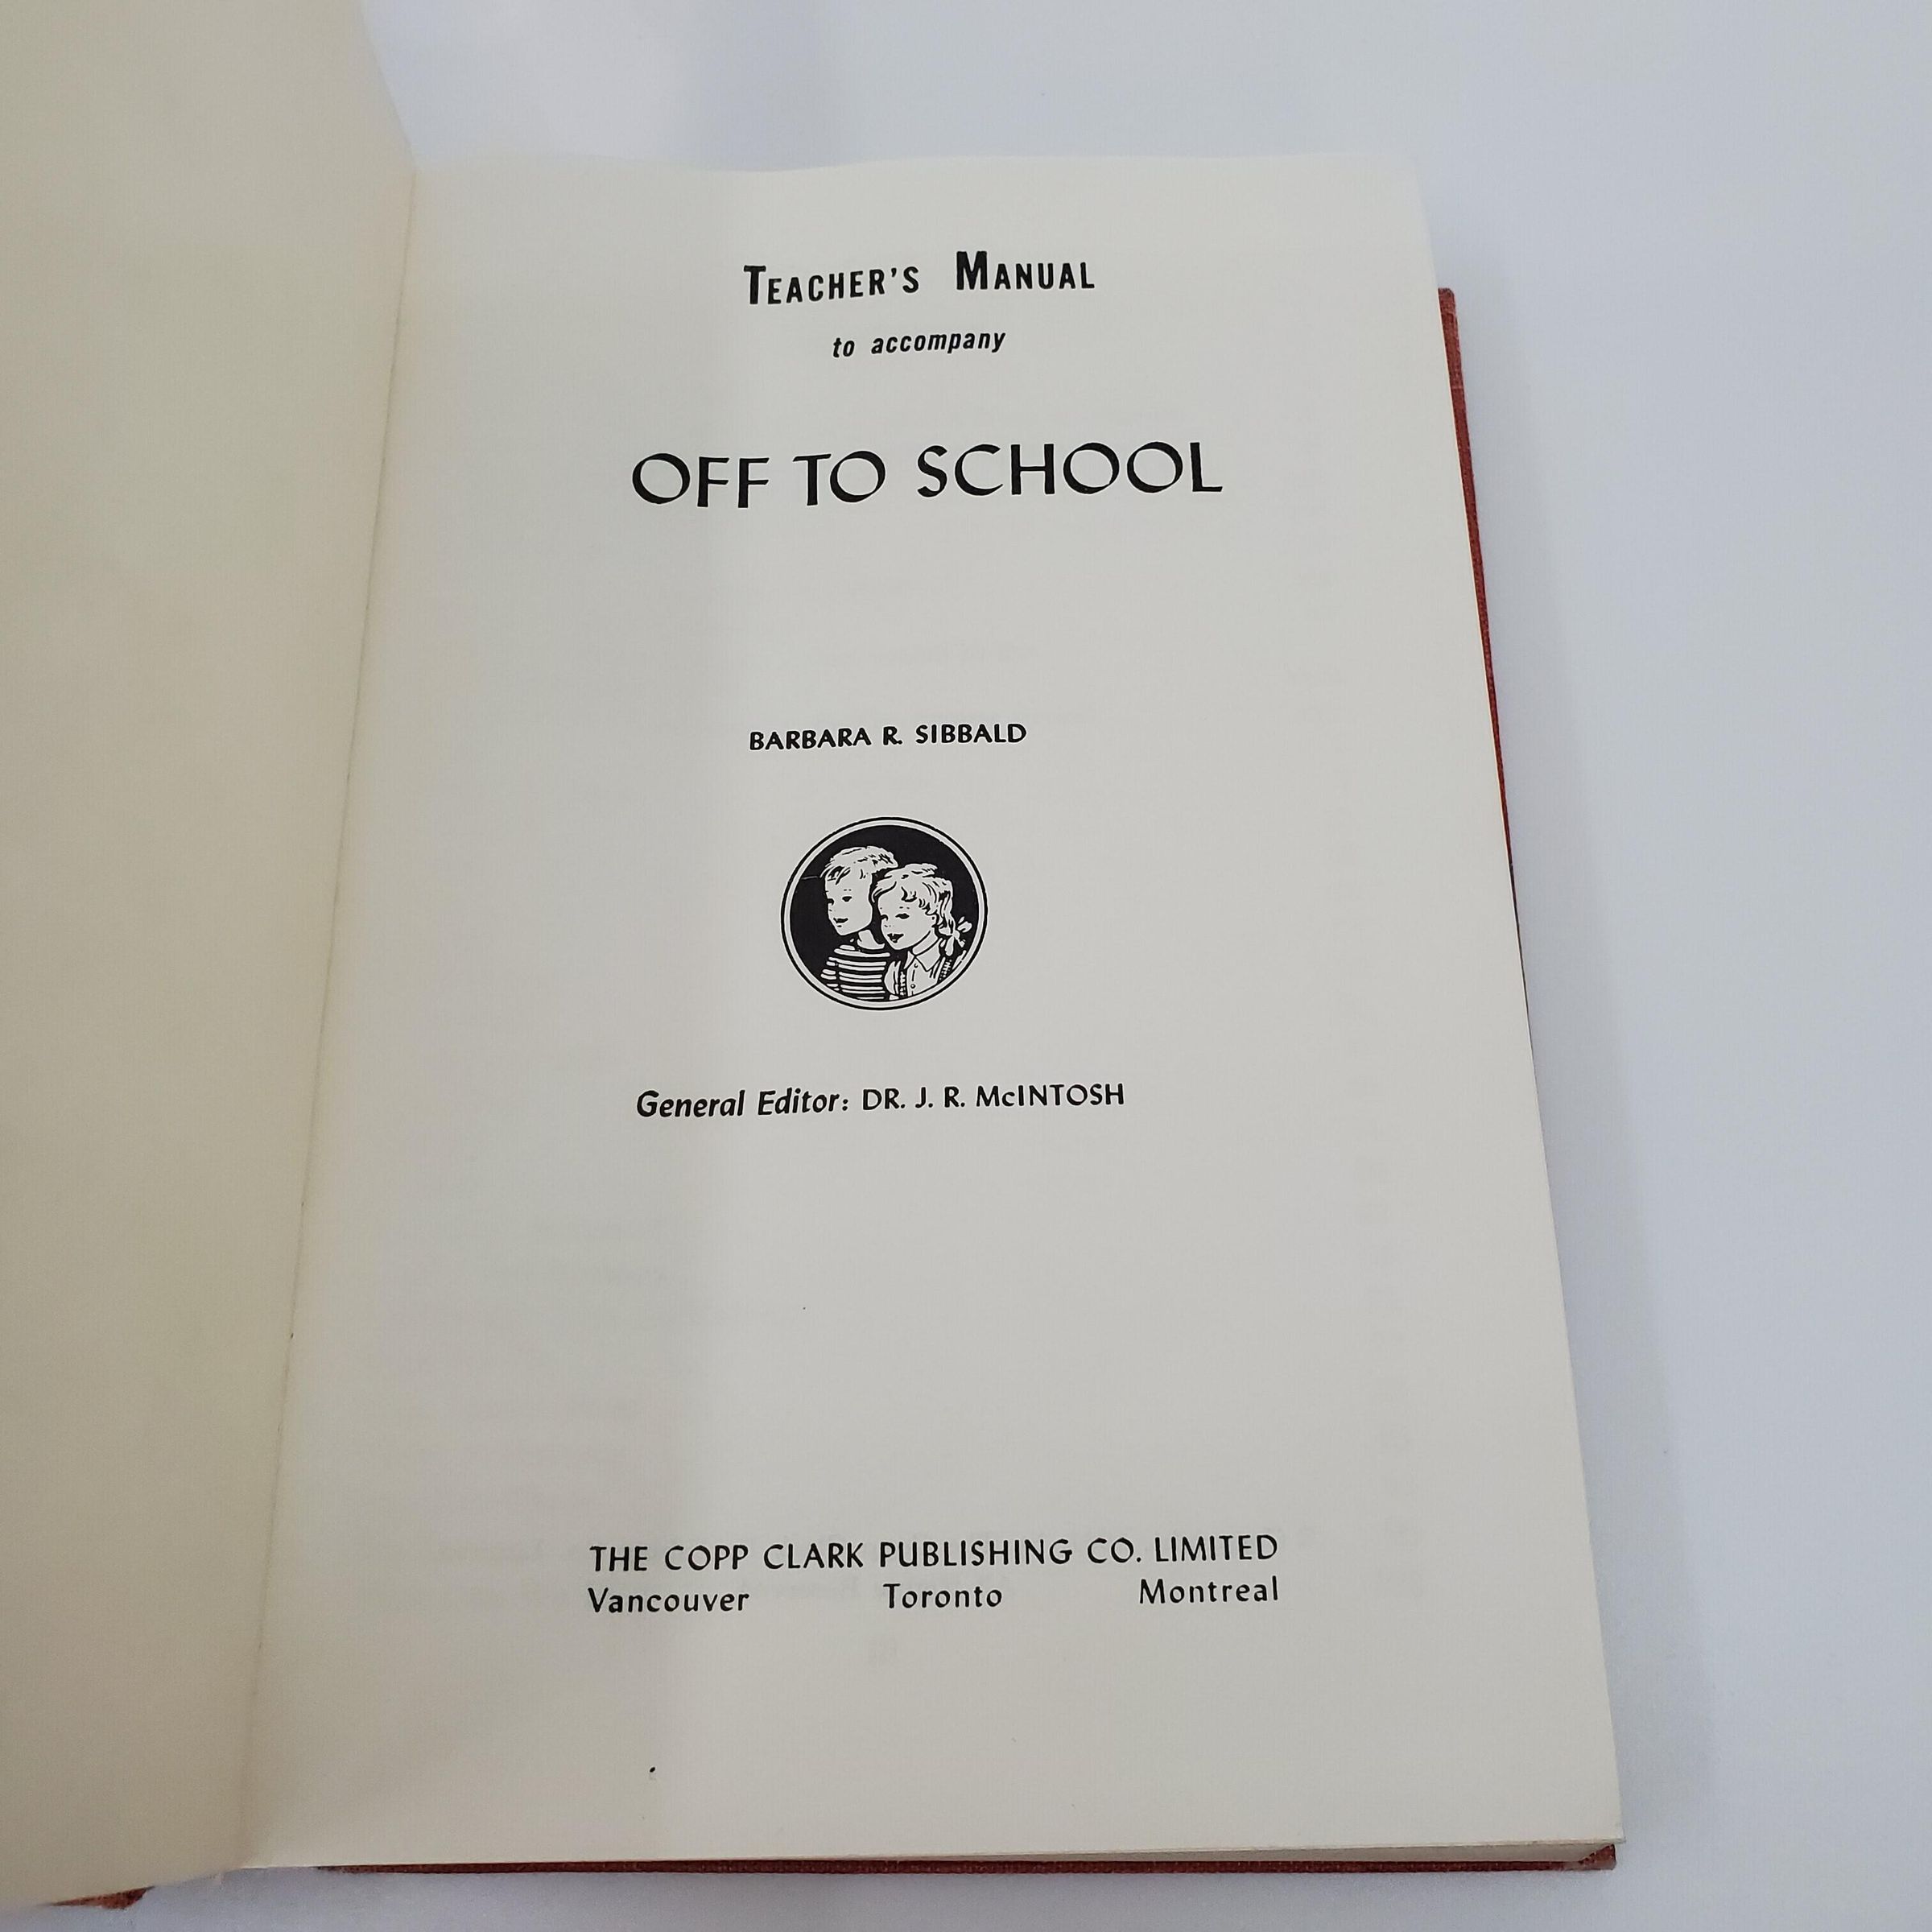 TEACHER'S MANUAL
to accompany
OFF TO SCHOOL
BARBARA R. SIBBALD
General Editor: DR. J. R. McINTOSH
THE COPP CLARK PUBLISHING CO. LIMITED
Vancouver Toronto Montreal